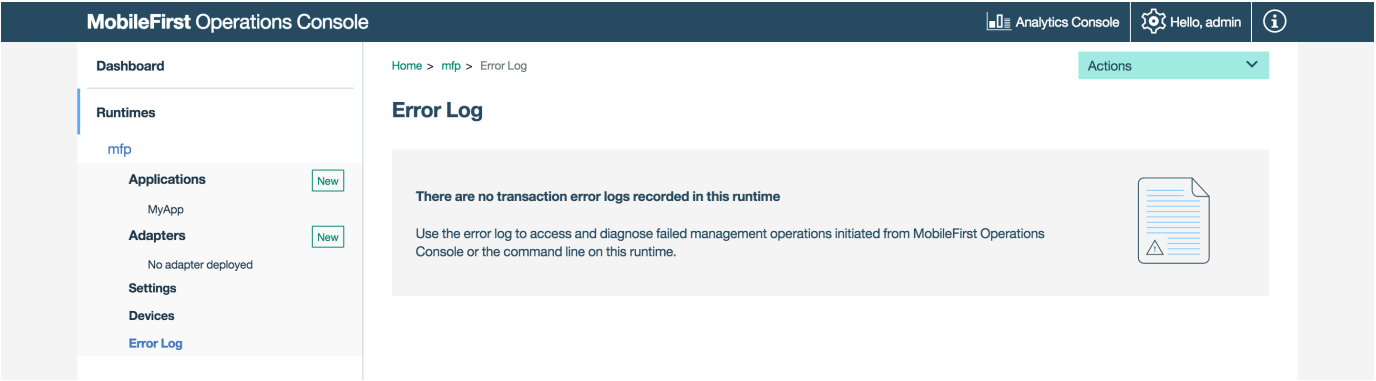 MobileFirst Operations Console
Analytics Console
Hello, admin
Dashboard
Runtimes
mfp
Applications
New
MyApp
Adapters
New
No adapter deployed
Settings
Devices
Error Log
Home > mfp > Error Log
Actions
Error Log
There are no transaction error logs recorded in this runtime
Use the error log to access and diagnose failed management operations initiated from MobileFirst Operations
Console or the command line on this runtime.